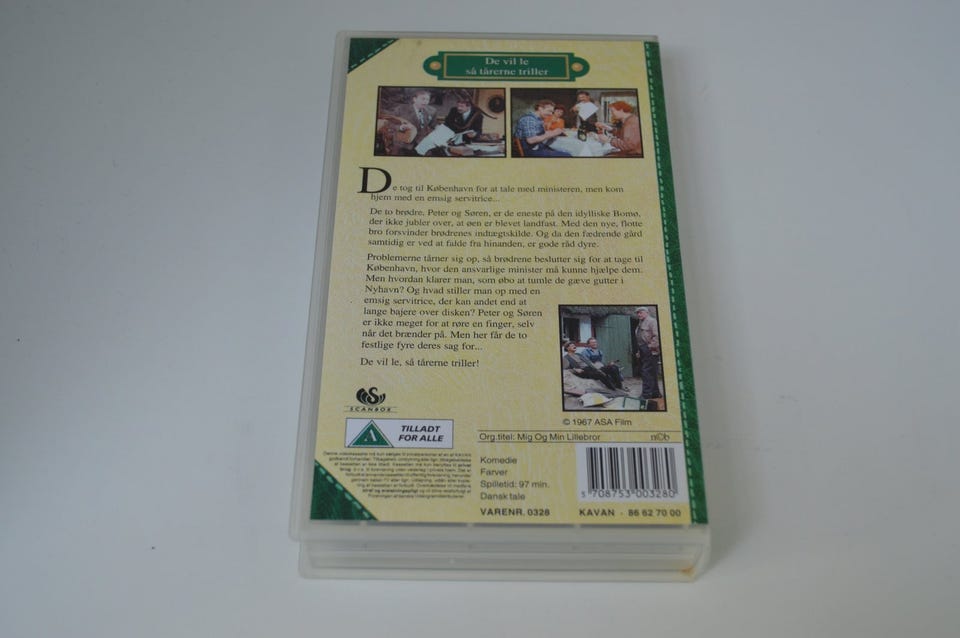 De vil le
så tårerne triller
De tog til København for at tale med ministeren, men kom
hjem med en emsig servitrice...
De to brødre, Peter og Søren, er de eneste på den idylliske Bomø,
der ikke jubler over, at øen er blevet landfast. Med den nye, flotte
bro forsvinder brødrenes indtægtskilde. Og da den fædrende gård
samtidig er ved at falde fra hinanden, er gode råd dyre.
Problemerne tårner sig op, så brødrene beslutter sig for at tage til
København, hvor den ansvarlige minister må kunne hjælpe dem.
Men hvordan klarer man, som øbo at tumle de gæve gutter i
Nyhavn? Og hvad stiller man op med en
emsig servitrice, der kan andet end at
lange bajere over disken? Peter og Søren
er ikke meget for at røre en finger, selv
når det brænder på. Men her får de to
festlige fyre deres sag for...
De vil le, så tårerne triller!
SCANBOX
A TILLADT
FOR ALLE
© 1967 ASA Film
Org.titel: Mig Og Min Lillebror n©b
Komedie
Farver
Spilletid: 97 min.
Dansk tale
5 708753 003280
VARENR. 0328 KAVAN - 86 62 70 00